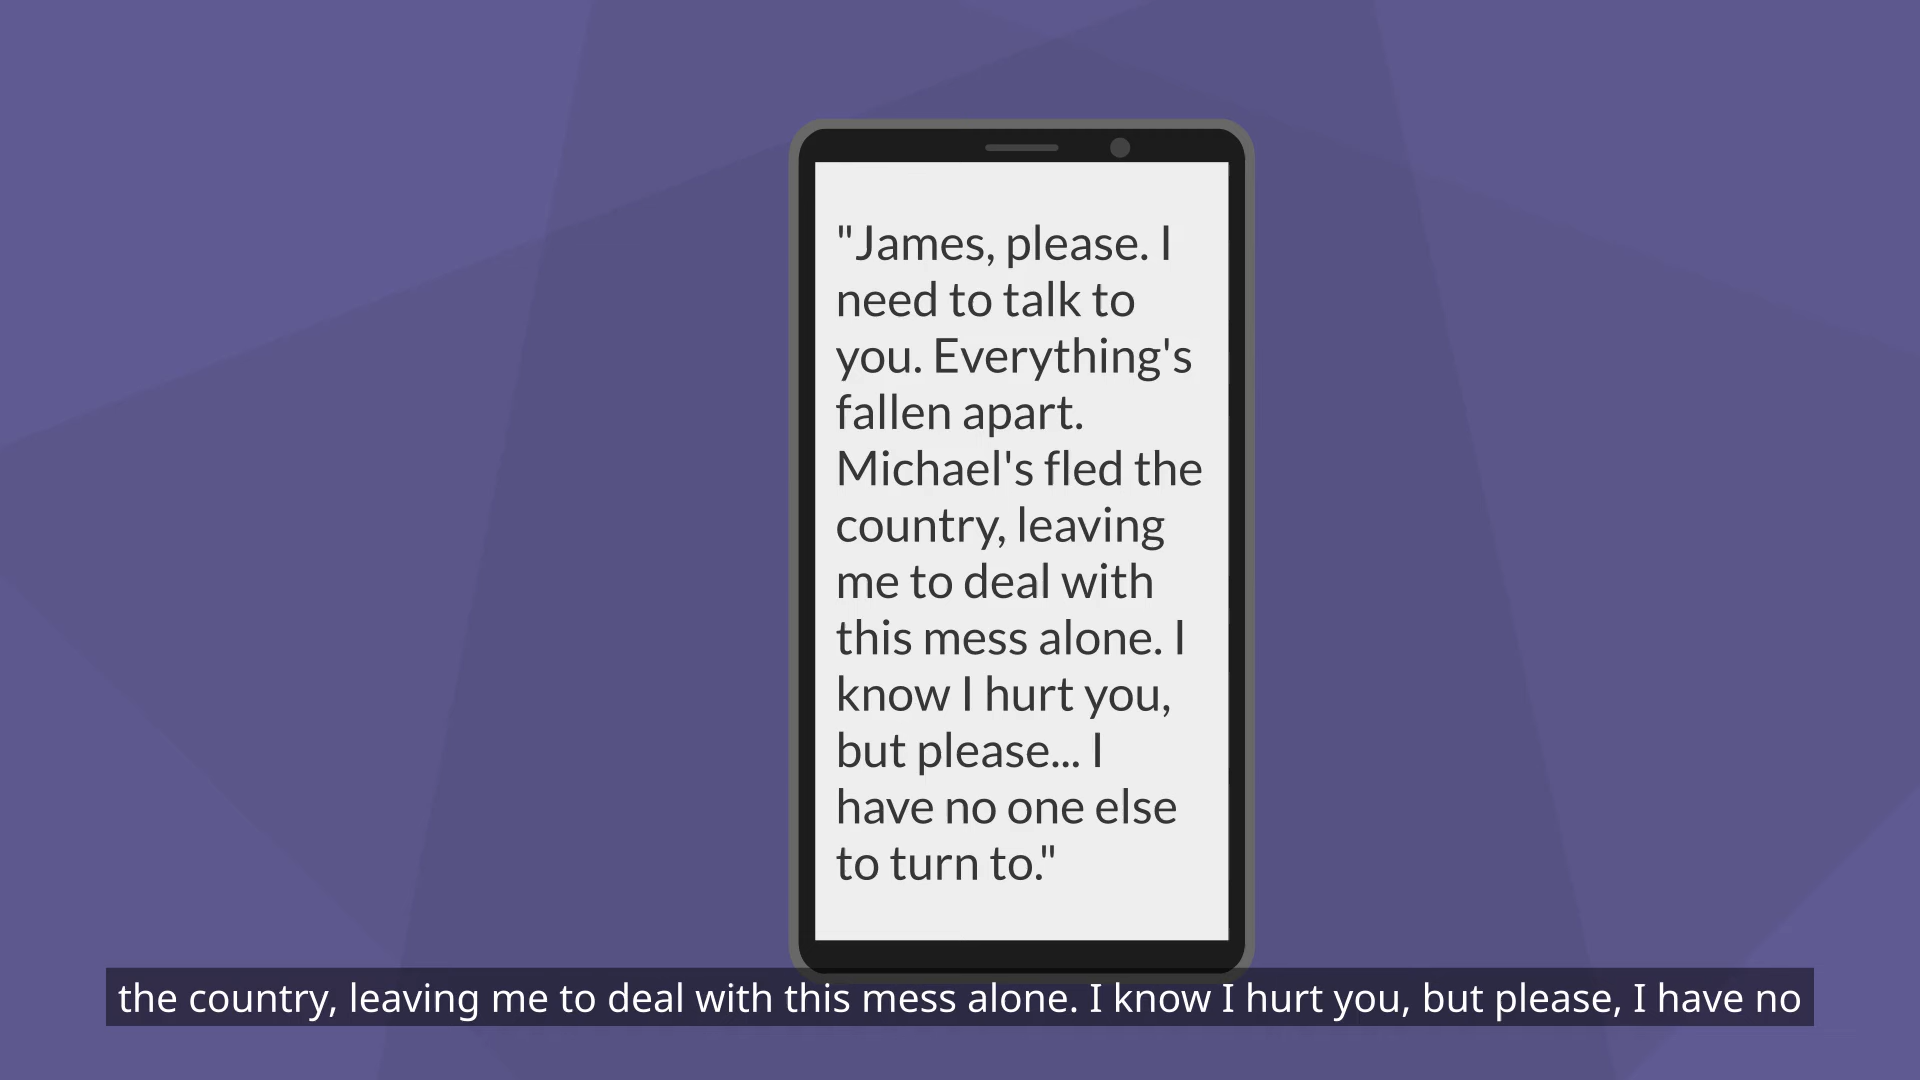 "James, please. I
need to talk to
you. Everything's
fallen apart.
Michael's fled the
country, leaving
me to deal with
this mess alone. I
know I hurt you,
but please... I
have no one else
to turn to."
the country, leaving me to deal with this mess alone. I know I hurt you, but please, I have no